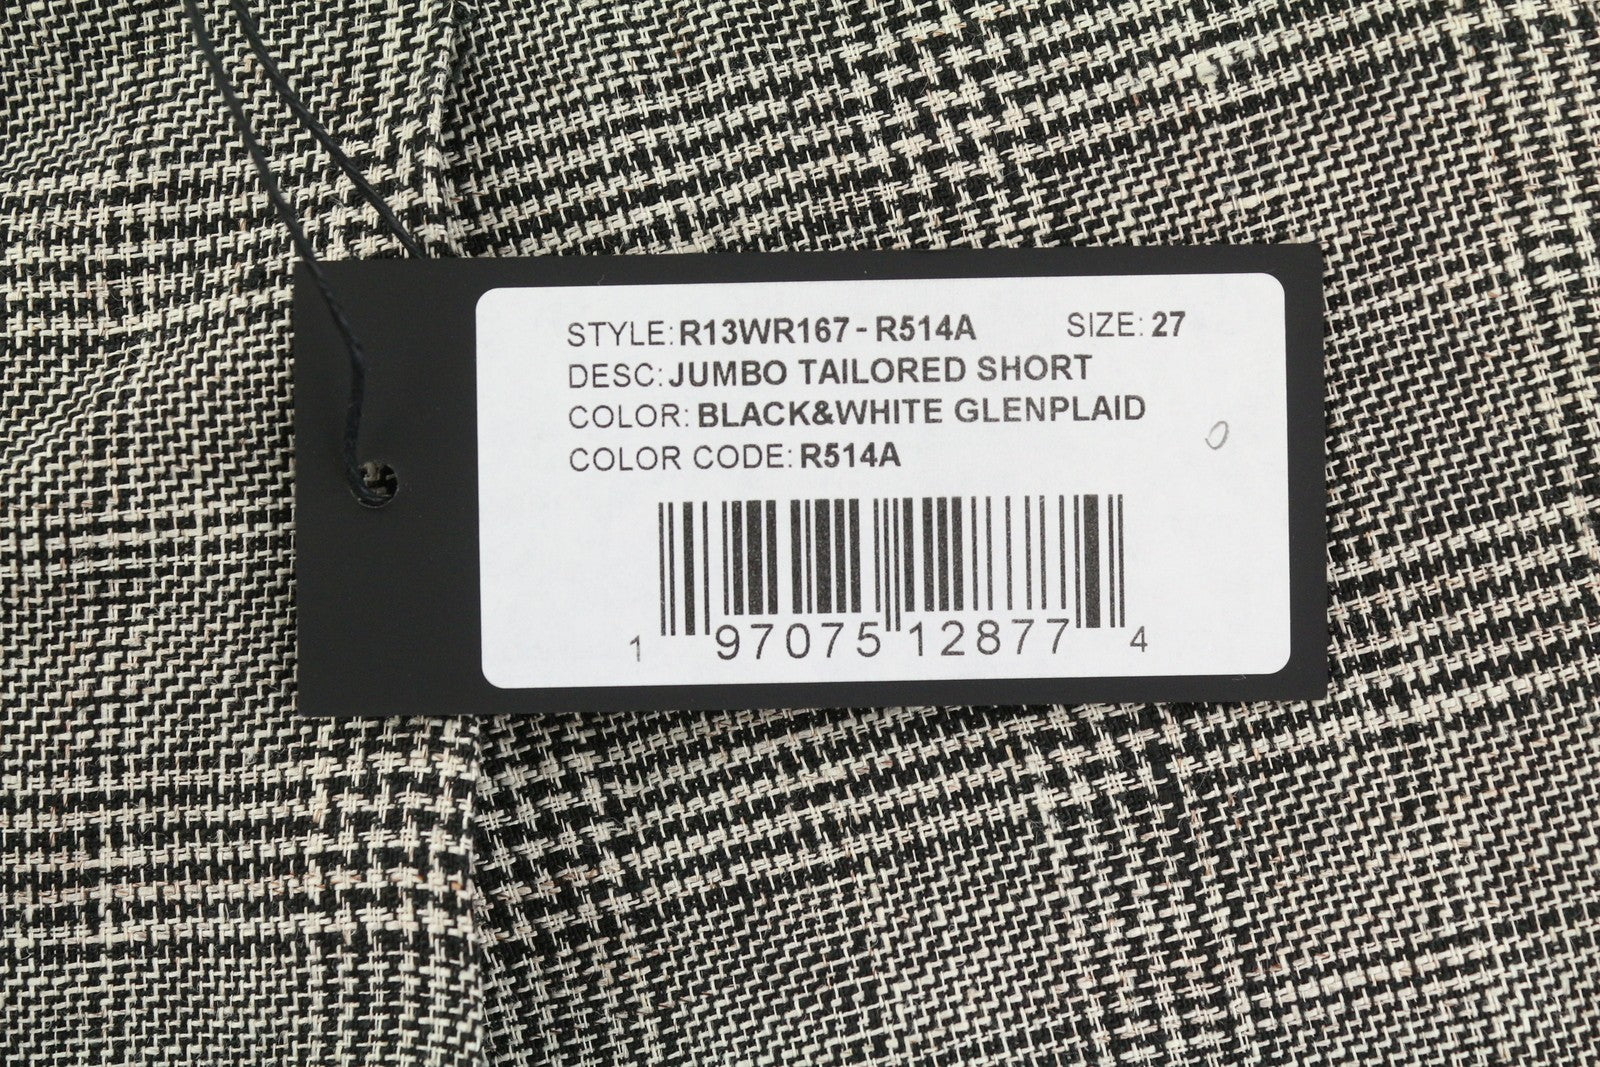 STYLE: R13WR167 - R514A SIZE: 27
DESC: JUMBO TAILORED SHORT
COLOR: BLACK&WHITE GLENPLAID
0
COLOR CODE: R514A
1 97075 12877 4